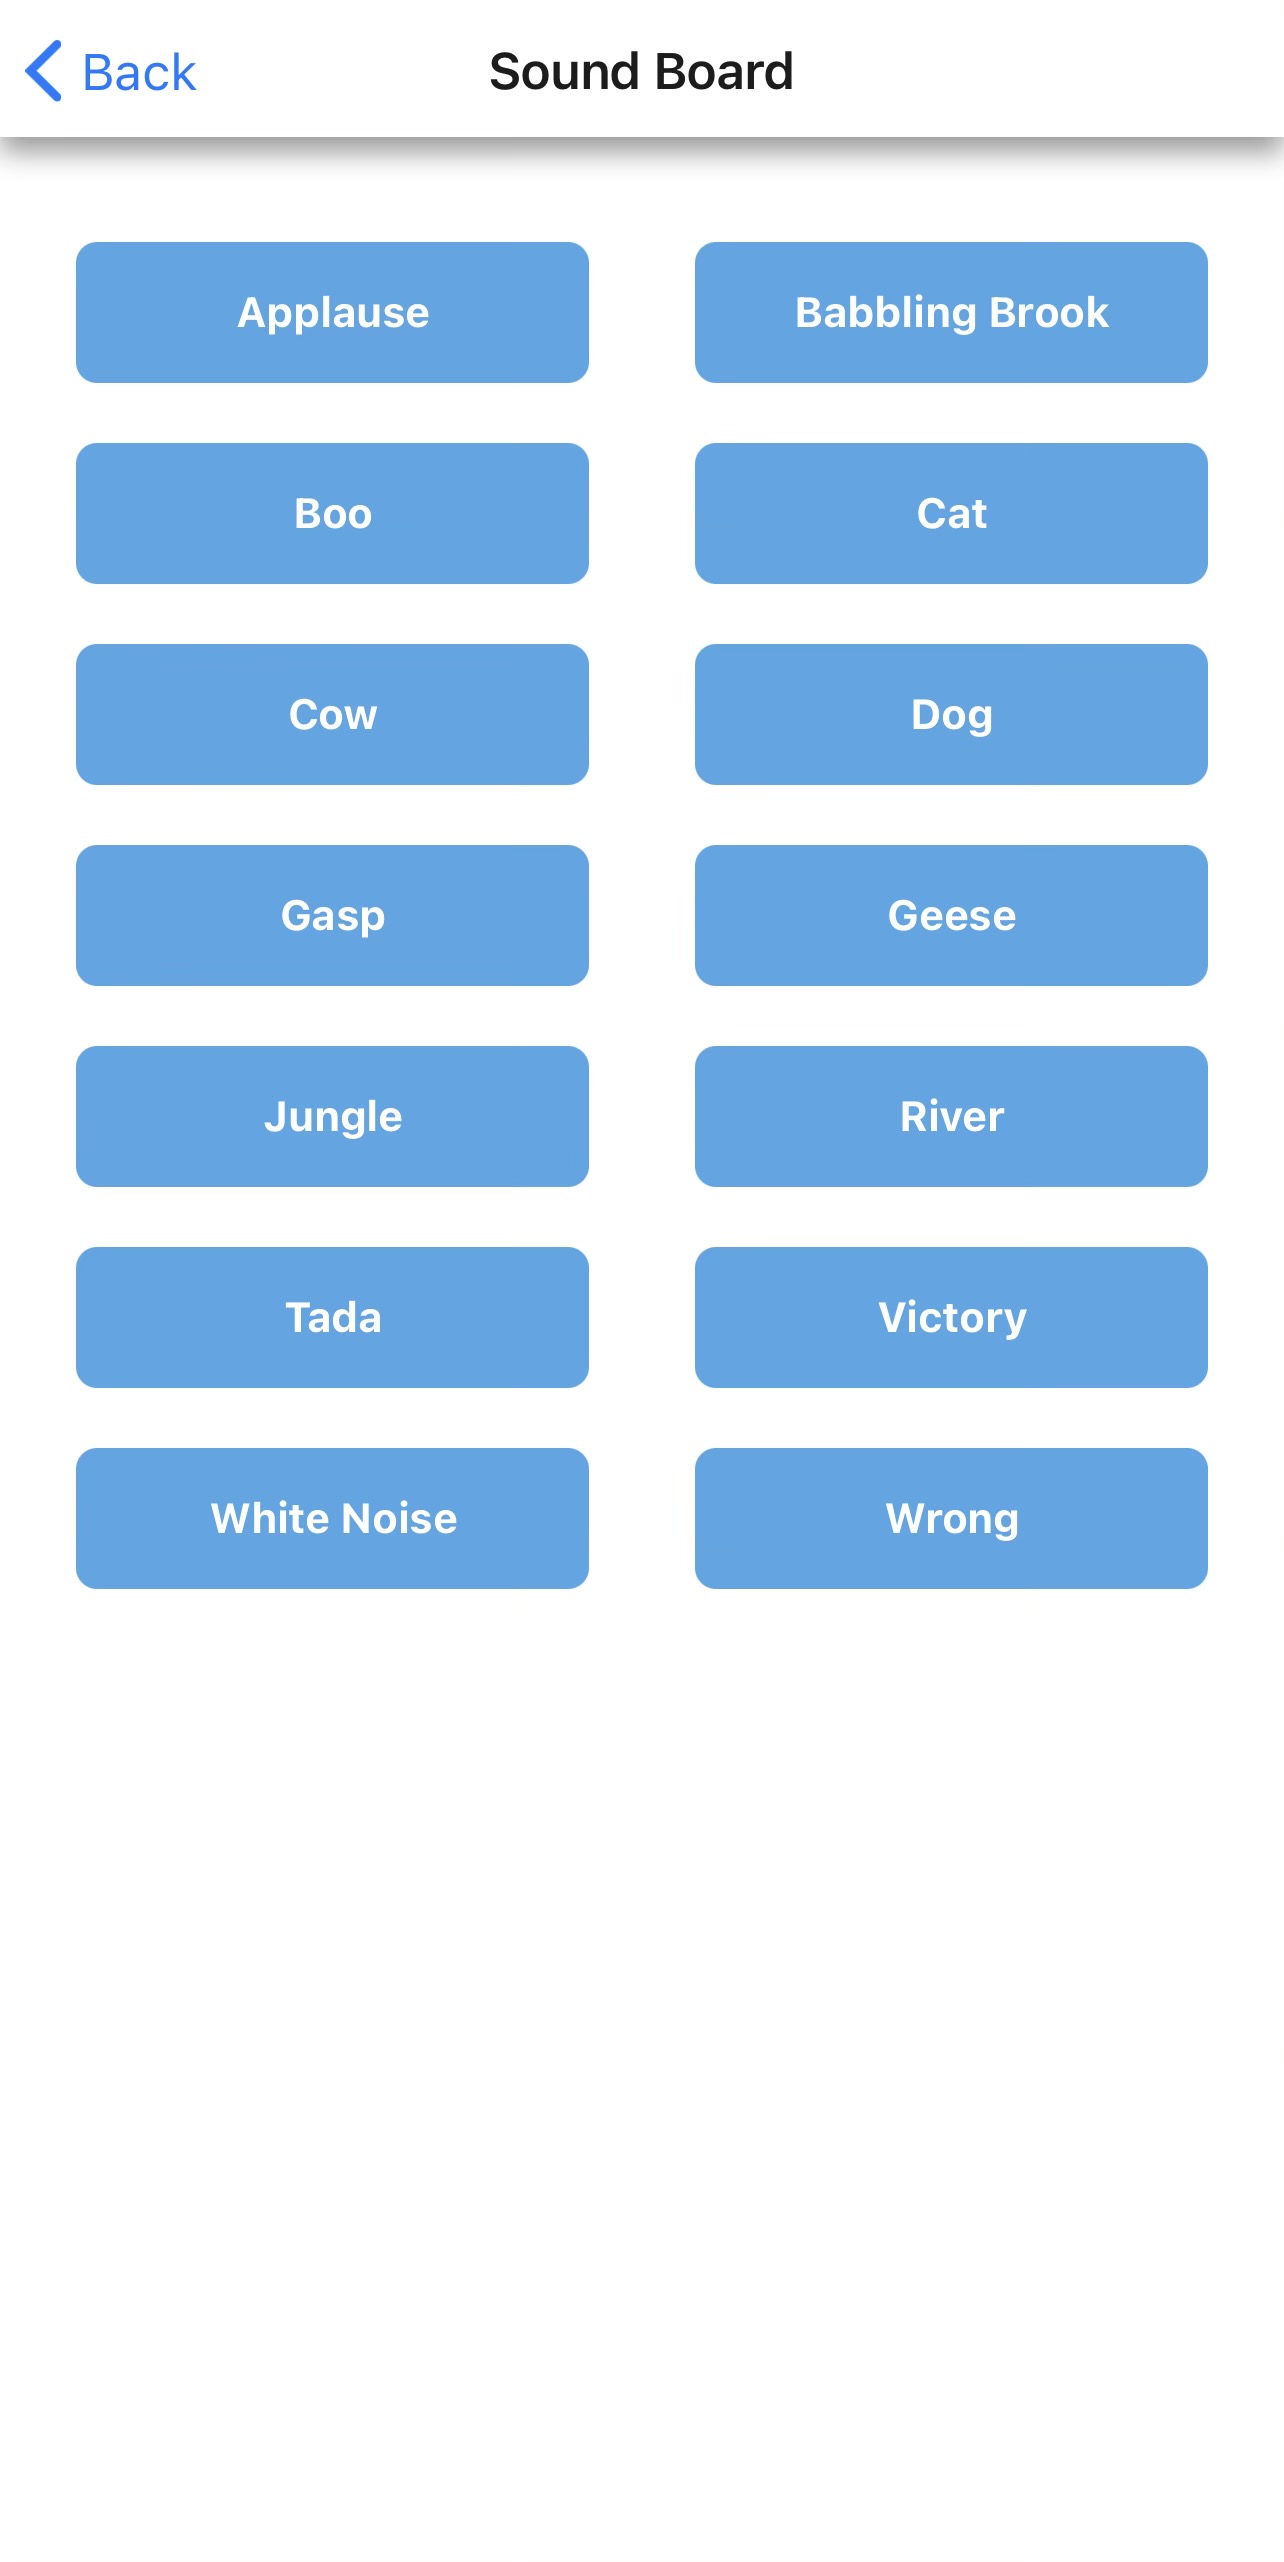 Back
Sound Board
Applause
Babbling Brook
Boo
Cat
Cow
Dog
Gasp
Geese
Jungle
River
Tada
Victory
White Noise
Wrong